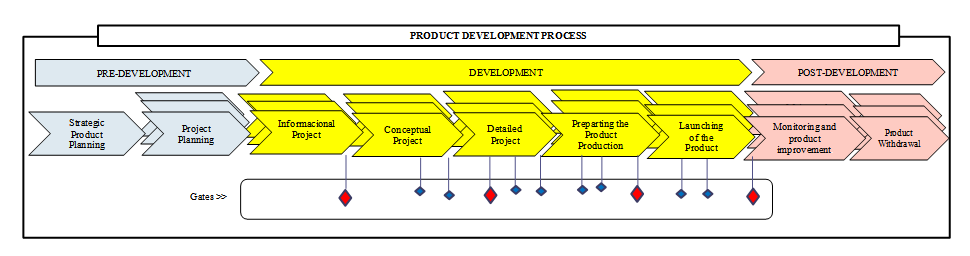 PRODUCT DEVELOPMENT PROCESS
PRE-DEVELOPMENT
DEVELOPMENT
POST-DEVELOPMENT
Strategic
Product
Planning
Project
Planning
Informacional
Project
Conceptual
Project
Detailed
Project
Preparting the
Product
Production
Launching
of the
Product
Monitoring and
product
improvement
Product
Withdrawal
Gates >>